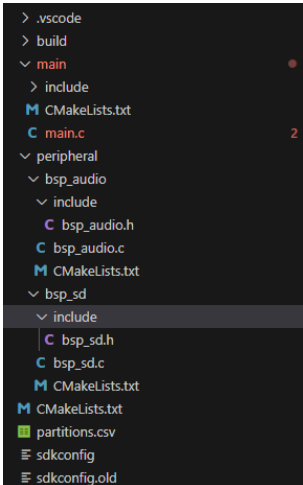 .vscode
build
main
include
M CMakeLists.txt
C main.c 2
peripheral
bsp_audio
include
C bsp_audio.h
C bsp_audio.c
M CMakeLists.txt
bsp_sd
include
C bsp_sd.h
C bsp_sd.c
M CMakeLists.txt
M CMakeLists.txt
partitions.csv
sdkconfig
sdkconfig.old